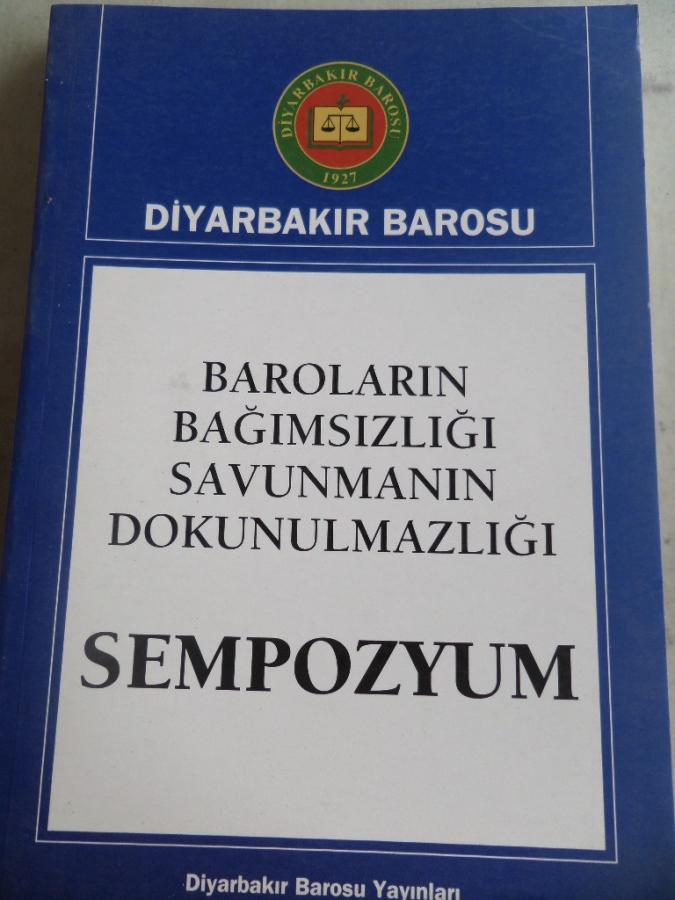 DİYARBAKIR BAROSU
1927
DİYARBAKIR BAROSU
BAROLARIN
BAĞIMSIZLIĞI
SAVUNMANIN
DOKUNULMAZLIĞI
SEMPOZYUM
Diyarbakır Barosu Yayınları